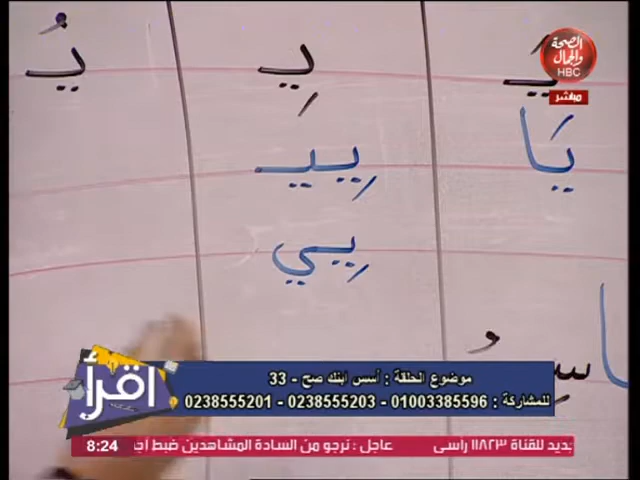 الصحة
والجمال
HBC
مباشر
يَ يِ يُ
يَا يِيـ
يِي
موضوع الحلقة : أسس ابنك صح - 33
للمشاركة : 01003385596 - 0238555203 - 0238555201
اقرأ
جديد للقناة ١١٨٢٣ رأسى عاجل : نرجو من السادة المشاهدين ضبط
8:24